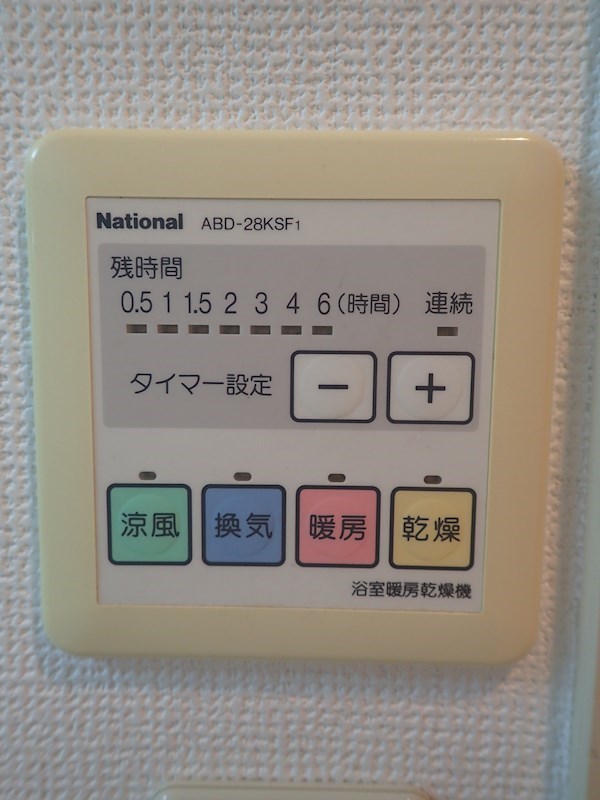 National ABD-28KSF1
残時間
0.5 1 1.5 2 3 4 6 (時間) 連続
タイマー設定 − +
涼風 換気 暖房 乾燥
浴室暖房乾燥機